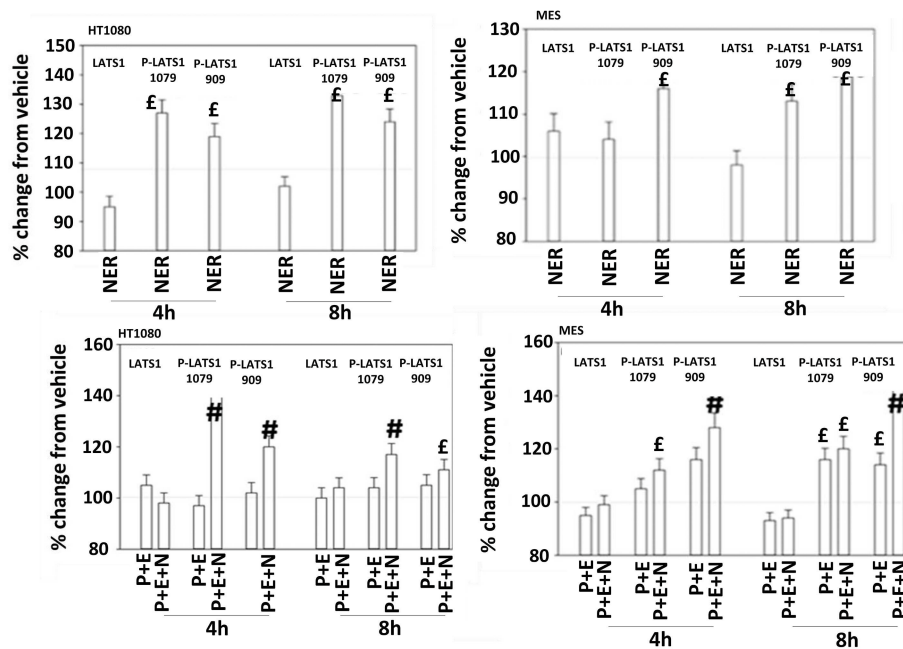 HT1080
% change from vehicle
150
140
130
120
110
100
90
80
LATS1 P-LATS1 P-LATS1 LATS1 P-LATS1 P-LATS1
1079 909 1079 909
£ £ £ £
NER NER NER NER NER NER
4h 8h
MES
% change from vehicle
130
120
110
100
90
80
LATS1 P-LATS1 P-LATS1 LATS1 P-LATS1 P-LATS1
1079 909 1079 909
£ £ £
NER NER NER NER NER NER
4h 8h
HT1080
% change from vehicle
160
140
120
100
80
LATS1 P-LATS1 P-LATS1 LATS1 P-LATS1 P-LATS1
1079 909 1079 909
# # # £
P+E P+E+N P+E P+E+N P+E P+E+N P+E P+E+N P+E P+E+N P+E P+E+N
4h 8h
MES
% change from vehicle
160
140
120
100
80
LATS1 P-LATS1 P-LATS1 LATS1 P-LATS1 P-LATS1
1079 909 1079 909
£ # £ £ £ #
P+E P+E+N P+E P+E+N P+E P+E+N P+E P+E+N P+E P+E+N P+E P+E+N
4h 8h